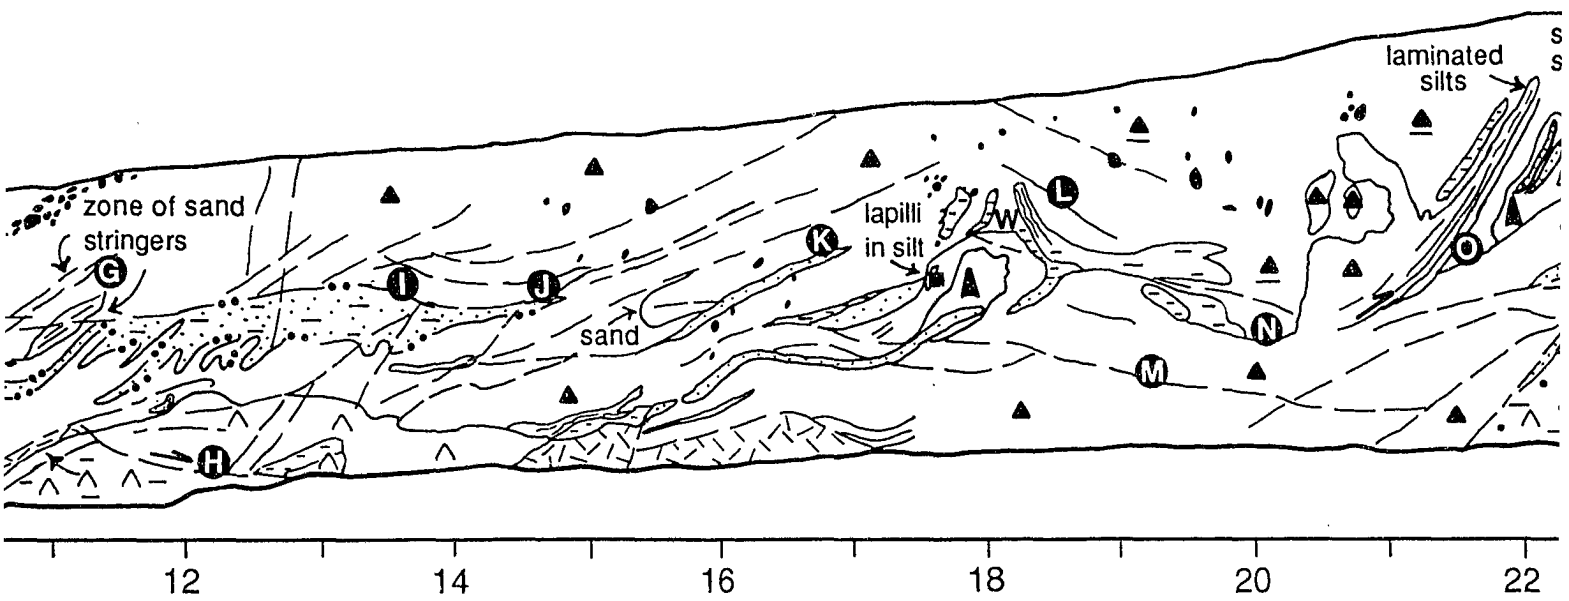 laminated
silts
s
s
zone of sand
stringers
G
I
J
K
L
lapilli
in silt
W
O
sand
N
M
H
12
14
16
18
20
22